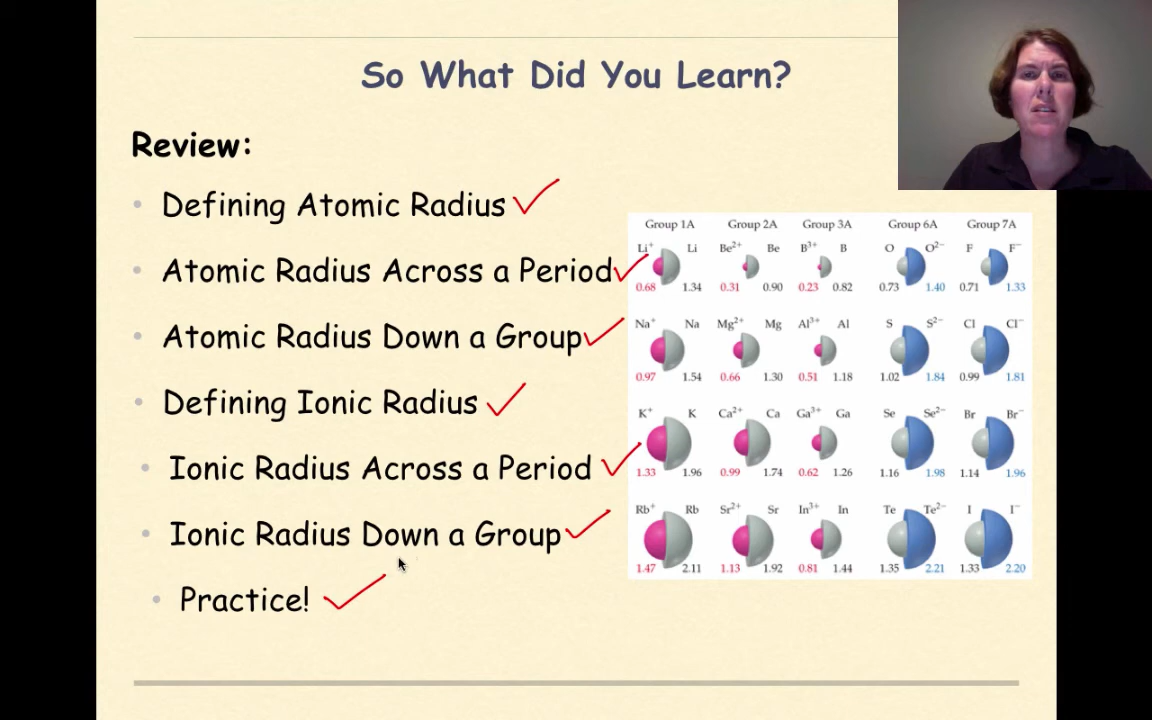 So What Did You Learn?
Review:
• Defining Atomic Radius
• Atomic Radius Across a Period
• Atomic Radius Down a Group
• Defining Ionic Radius
• Ionic Radius Across a Period
• Ionic Radius Down a Group
• Practice!
Group 1A Group 2A Group 3A Group 6A Group 7A
Li⁺ Li Be²⁺ Be B³⁺ B O O²⁻ F F⁻
0.68 1.34 0.31 0.90 0.23 0.82 0.73 1.40 0.71 1.33
Na⁺ Na Mg²⁺ Mg Al³⁺ Al S S²⁻ Cl Cl⁻
0.97 1.54 0.66 1.30 0.51 1.18 1.02 1.84 0.99 1.81
K⁺ K Ca²⁺ Ca Ga³⁺ Ga Se Se²⁻ Br Br⁻
1.33 1.96 0.99 1.74 0.62 1.26 1.16 1.98 1.14 1.96
Rb⁺ Rb Sr²⁺ Sr In³⁺ In Te Te²⁻ I I⁻
1.47 2.11 1.13 1.92 0.81 1.44 1.35 2.21 1.33 2.20